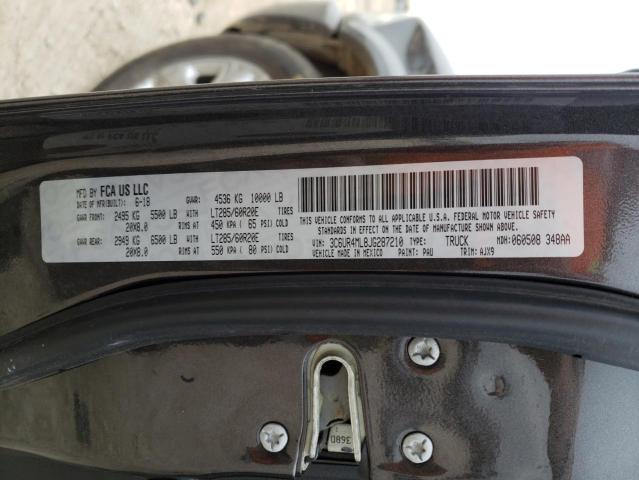 MFD BY FCA US LLC
DATE OF MFR(BUILT): 6-18 GVWR: 4536 KG 10000 LB
GAWR FRONT: 2495 KG 5500 LB WITH LT285/60R20E TIRES
20X8.0 RIMS AT 450 KPA ( 65 PSI) COLD
GAWR REAR: 2949 KG 6500 LB WITH LT285/60R20E TIRES
20X8.0 RIMS AT 550 KPA ( 80 PSI) COLD
THIS VEHICLE CONFORMS TO ALL APPLICABLE U.S.A. FEDERAL MOTOR VEHICLE SAFETY
STANDARDS IN EFFECT ON THE DATE OF MANUFACTURE SHOWN ABOVE.
VIN: 3C6UR4ML8JG287210 TYPE: TRUCK MDH: 060508 348AA
VEHICLE MADE IN MEXICO PAINT: PAU TRIM: AJX9